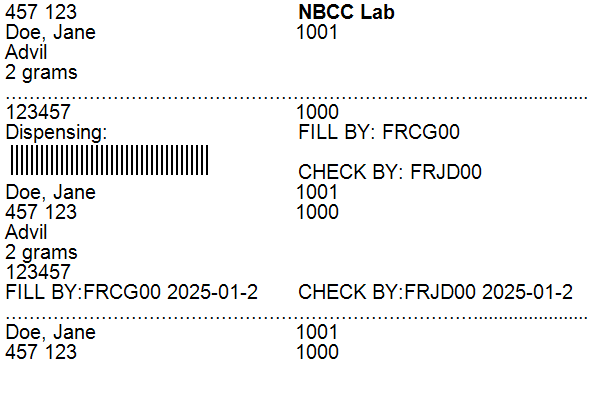 457 123 NBCC Lab
Doe, Jane 1001
Advil
2 grams
123457 1000
Dispensing: FILL BY: FRCG00
CHECK BY: FRJD00
Doe, Jane 1001
457 123 1000
Advil
2 grams
123457
FILL BY:FRCG00 2025-01-2 CHECK BY:FRJD00 2025-01-2
Doe, Jane 1001
457 123 1000